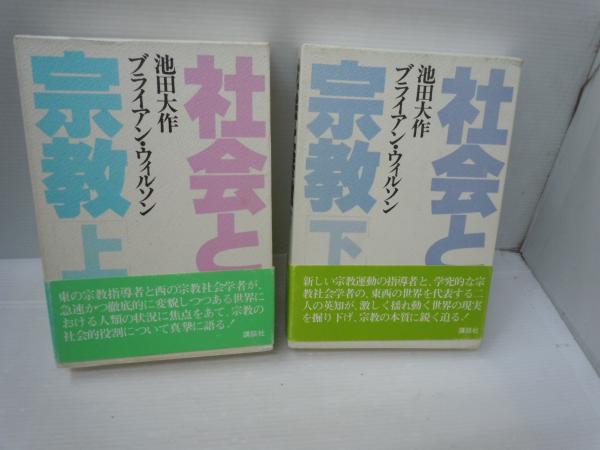 社会と
宗教
上
池田大作
ブライアン・ウィルソン
東の宗教指導者と西の宗教社会学者が、
急速かつ徹底的に変貌しつつある世界に
おける人類の状況に焦点をあて、宗教の
社会的役割について真摯に語る!
講談社
社会と
宗教
下
池田大作
ブライアン・ウィルソン
新しい宗教運動の指導者と、学究的な宗
教社会学者の、東西の世界を代表する二
人の英知が、激しく揺れ動く世界の現実
を掘り下げ、宗教の本質に鋭く迫る!
講談社